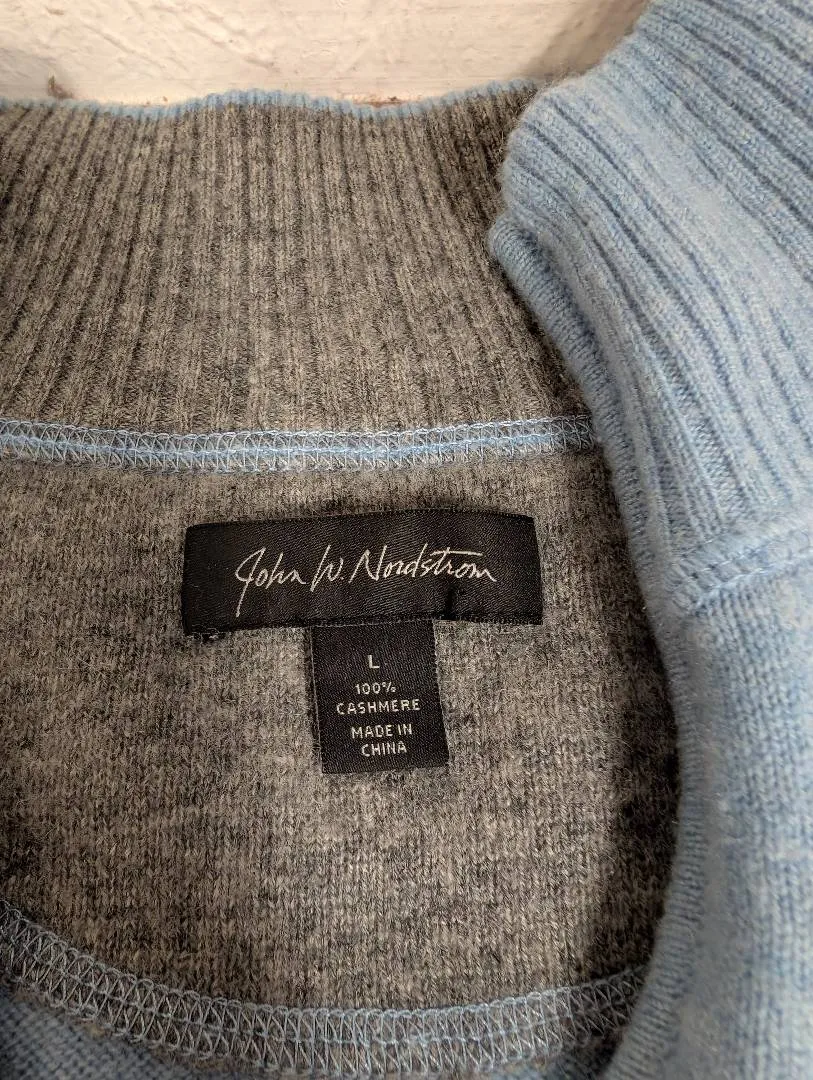 John W. Nordstrom
L
100%
CASHMERE
MADE IN
CHINA